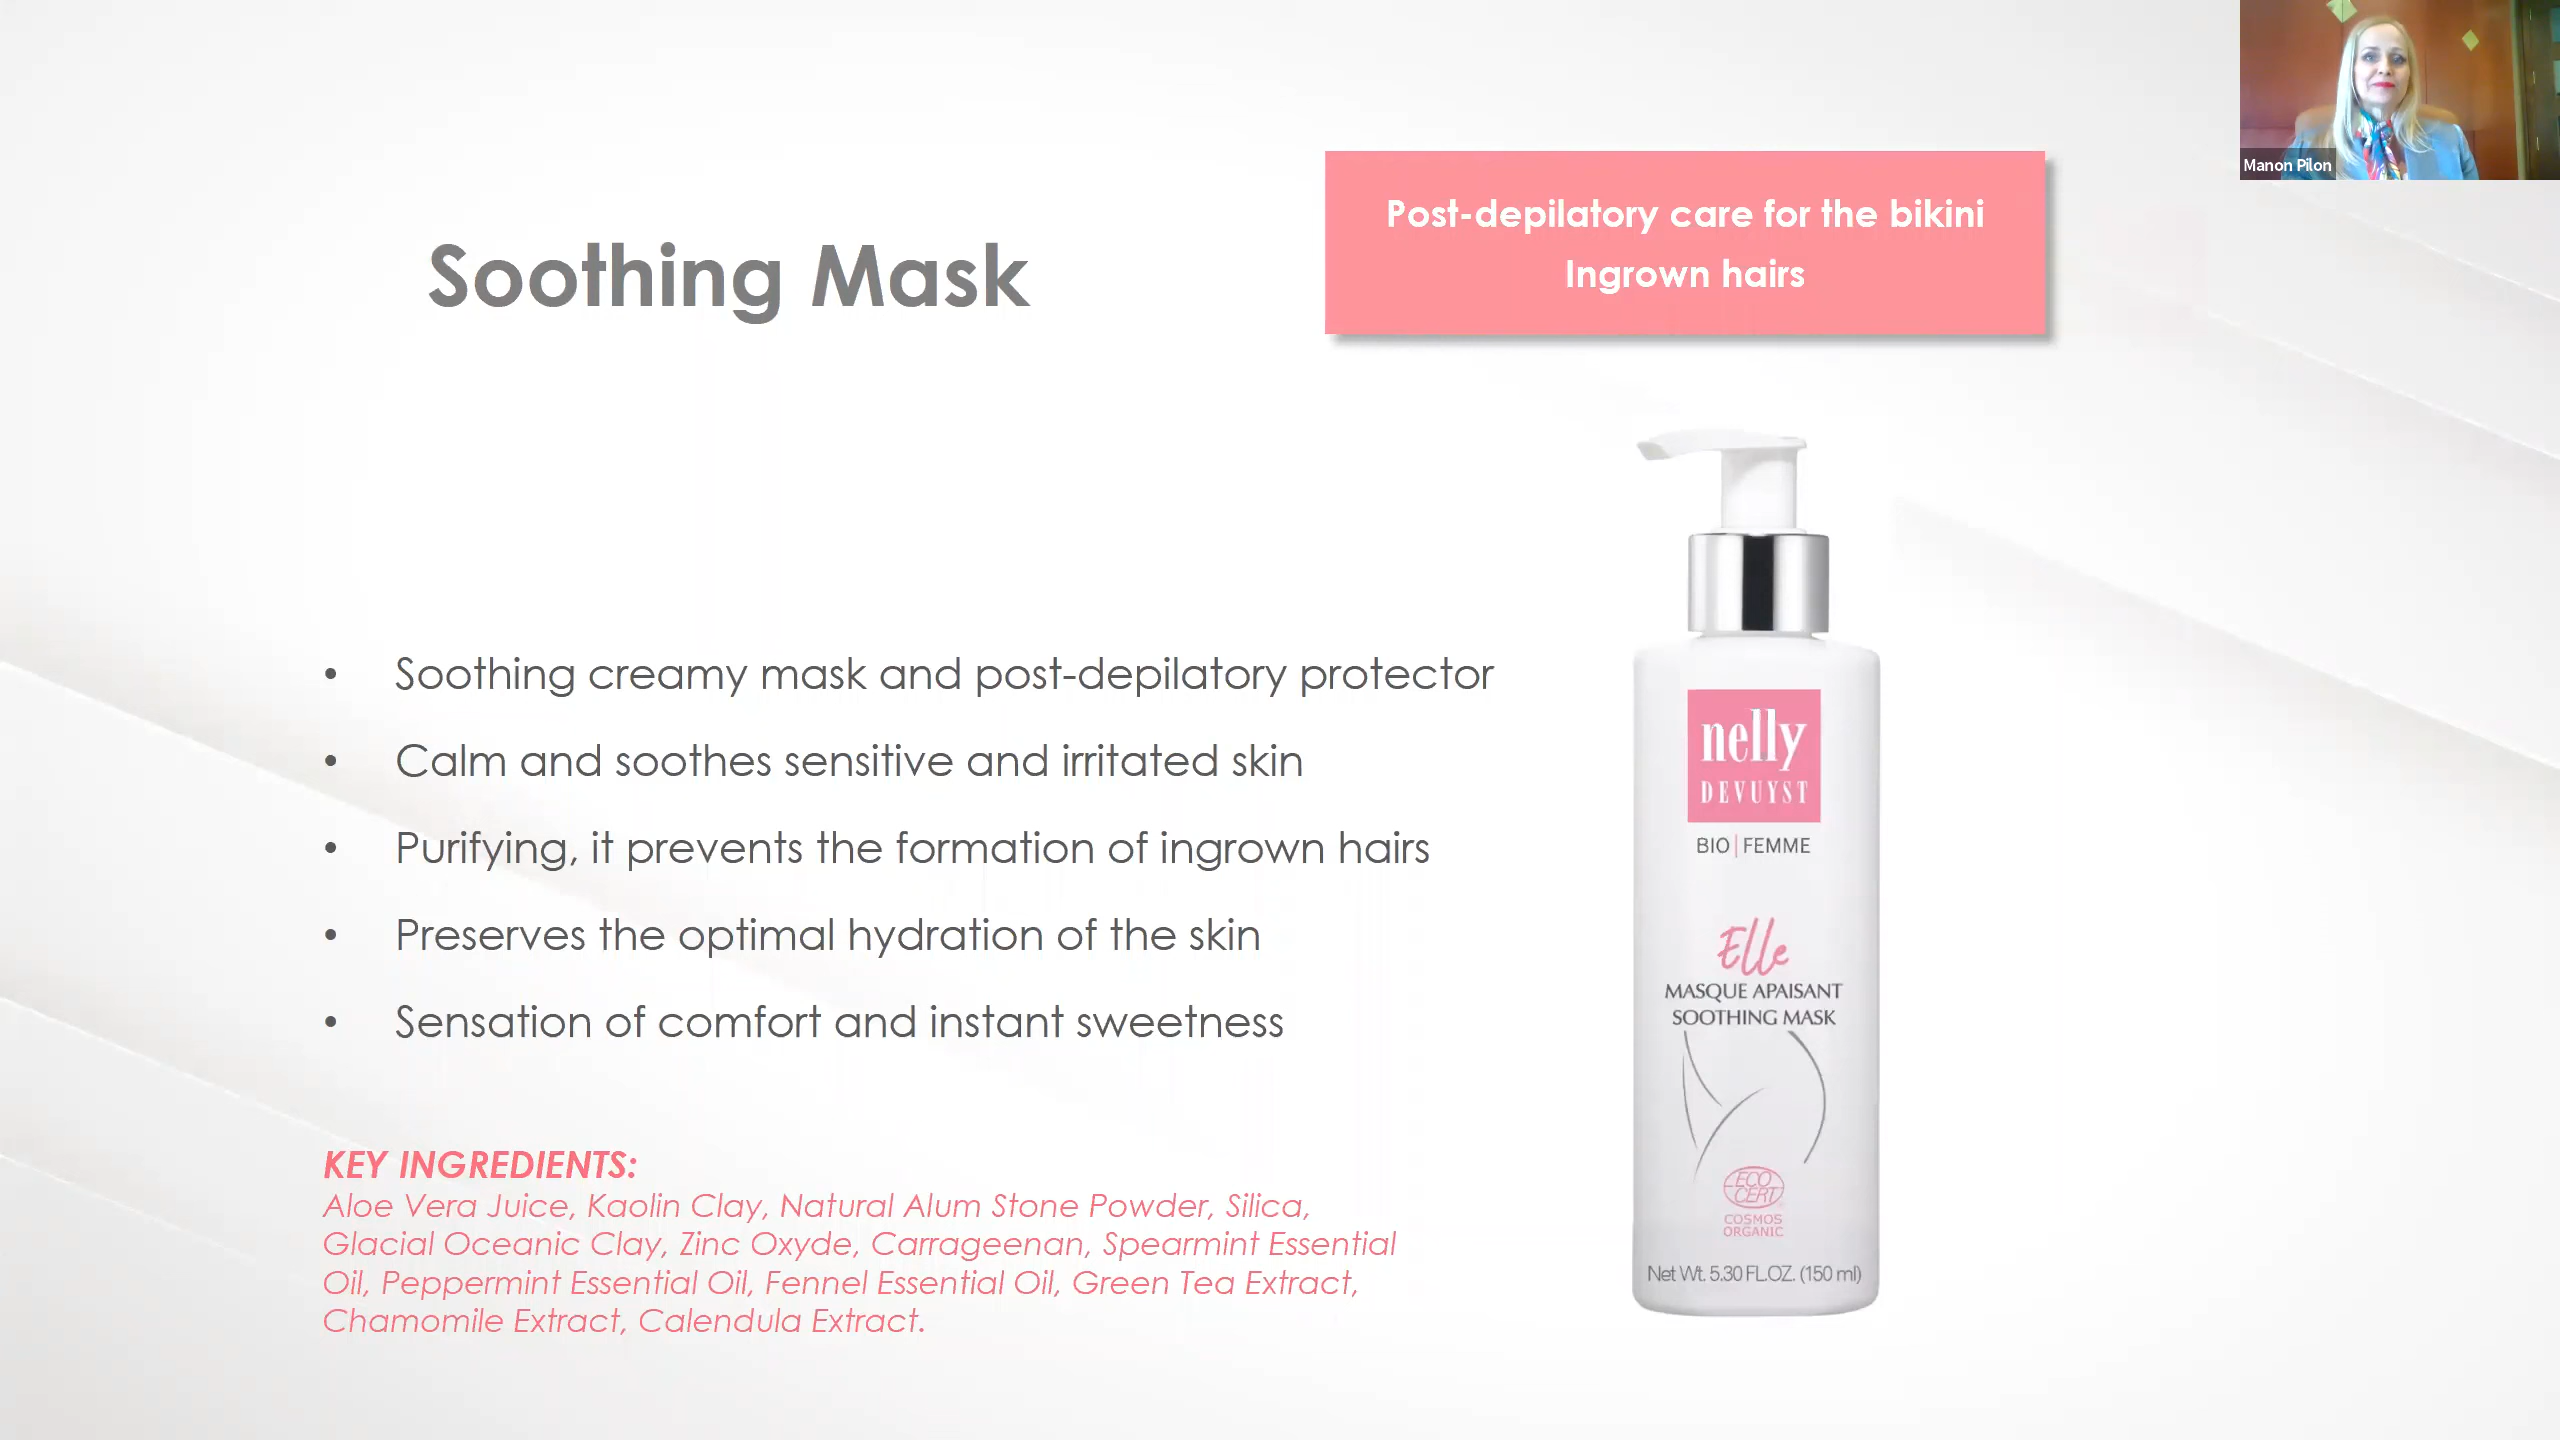 Manon Pilon
Post-depilatory care for the bikini
Ingrown hairs
Soothing Mask
• Soothing creamy mask and post-depilatory protector
• Calm and soothes sensitive and irritated skin
• Purifying, it prevents the formation of ingrown hairs
• Preserves the optimal hydration of the skin
• Sensation of comfort and instant sweetness
KEY INGREDIENTS:
Aloe Vera Juice, Kaolin Clay, Natural Alum Stone Powder, Silica,
Glacial Oceanic Clay, Zinc Oxyde, Carrageenan, Spearmint Essential
Oil, Peppermint Essential Oil, Fennel Essential Oil, Green Tea Extract,
Chamomile Extract, Calendula Extract.
nelly
DEVUYST
BIO|FEMME
Elle
MASQUE APAISANT
SOOTHING MASK
ECO
CERT
COSMOS
ORGANIC
Net Wt. 5.30 FL.OZ. (150 ml)